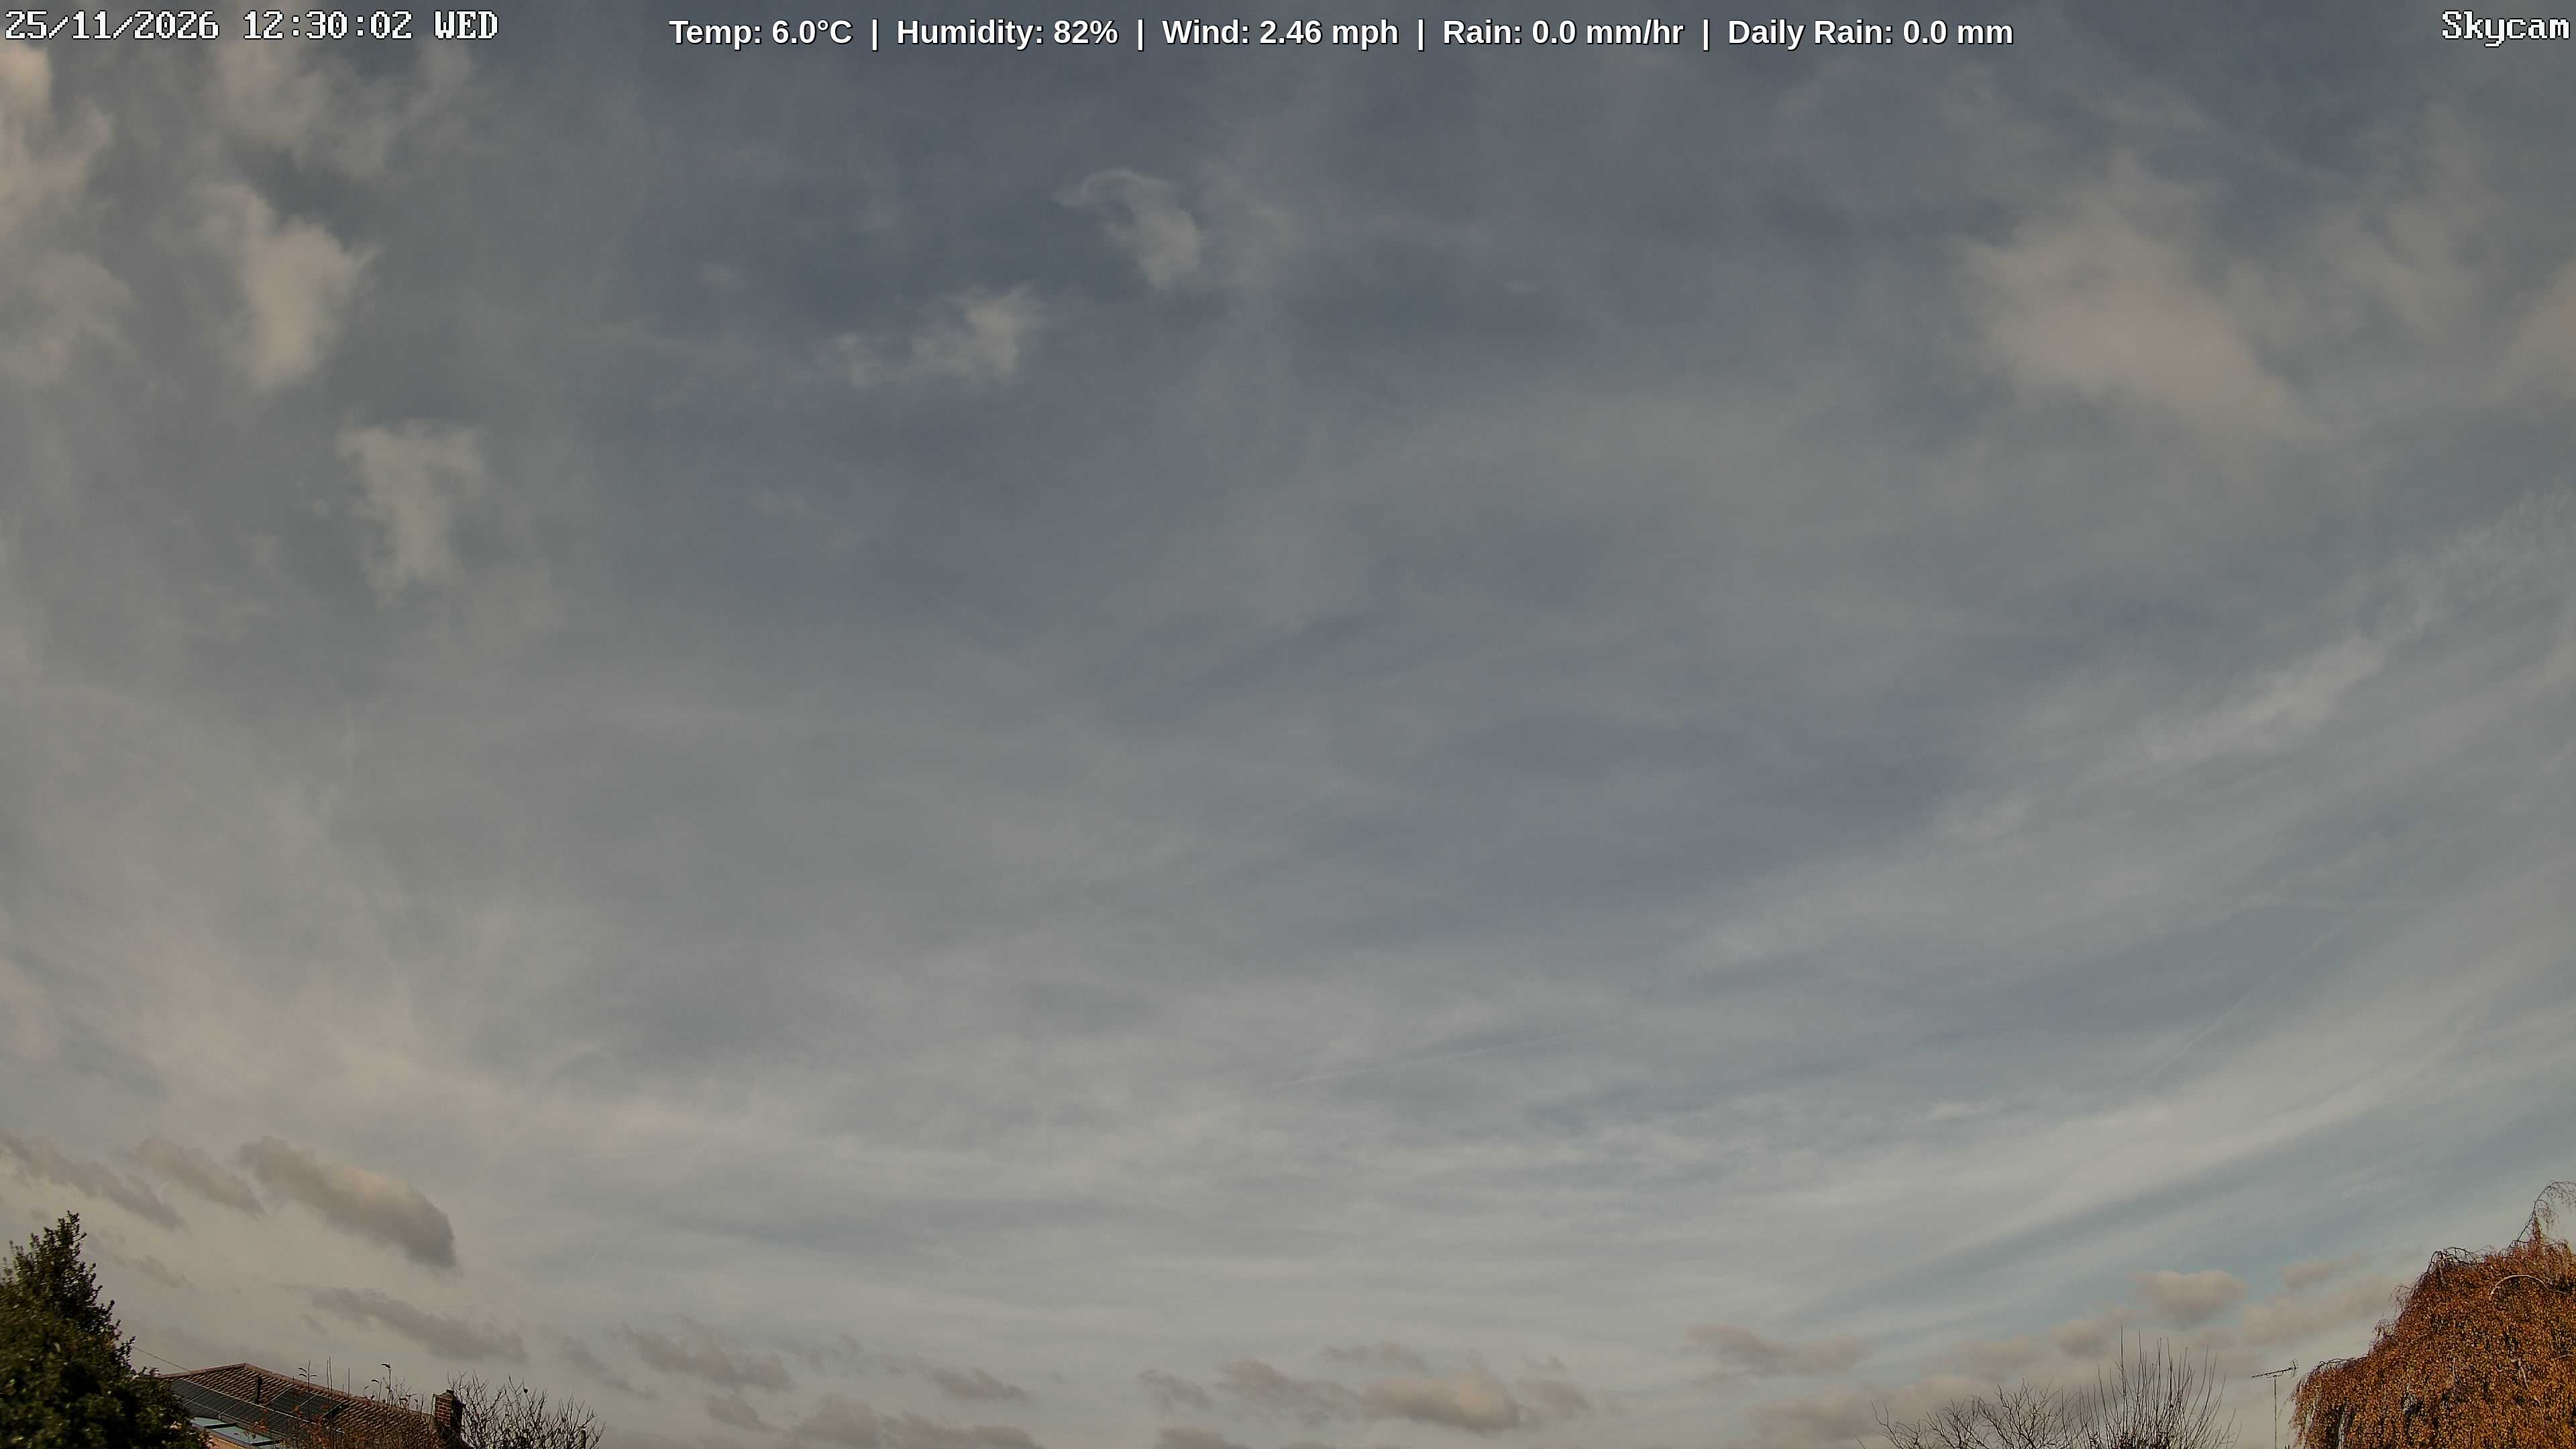 25/11/2026 12:30:02 WED
Temp: 6.0°C | Humidity: 82% | Wind: 2.46 mph | Rain: 0.0 mm/hr | Daily Rain: 0.0 mm
Skycam